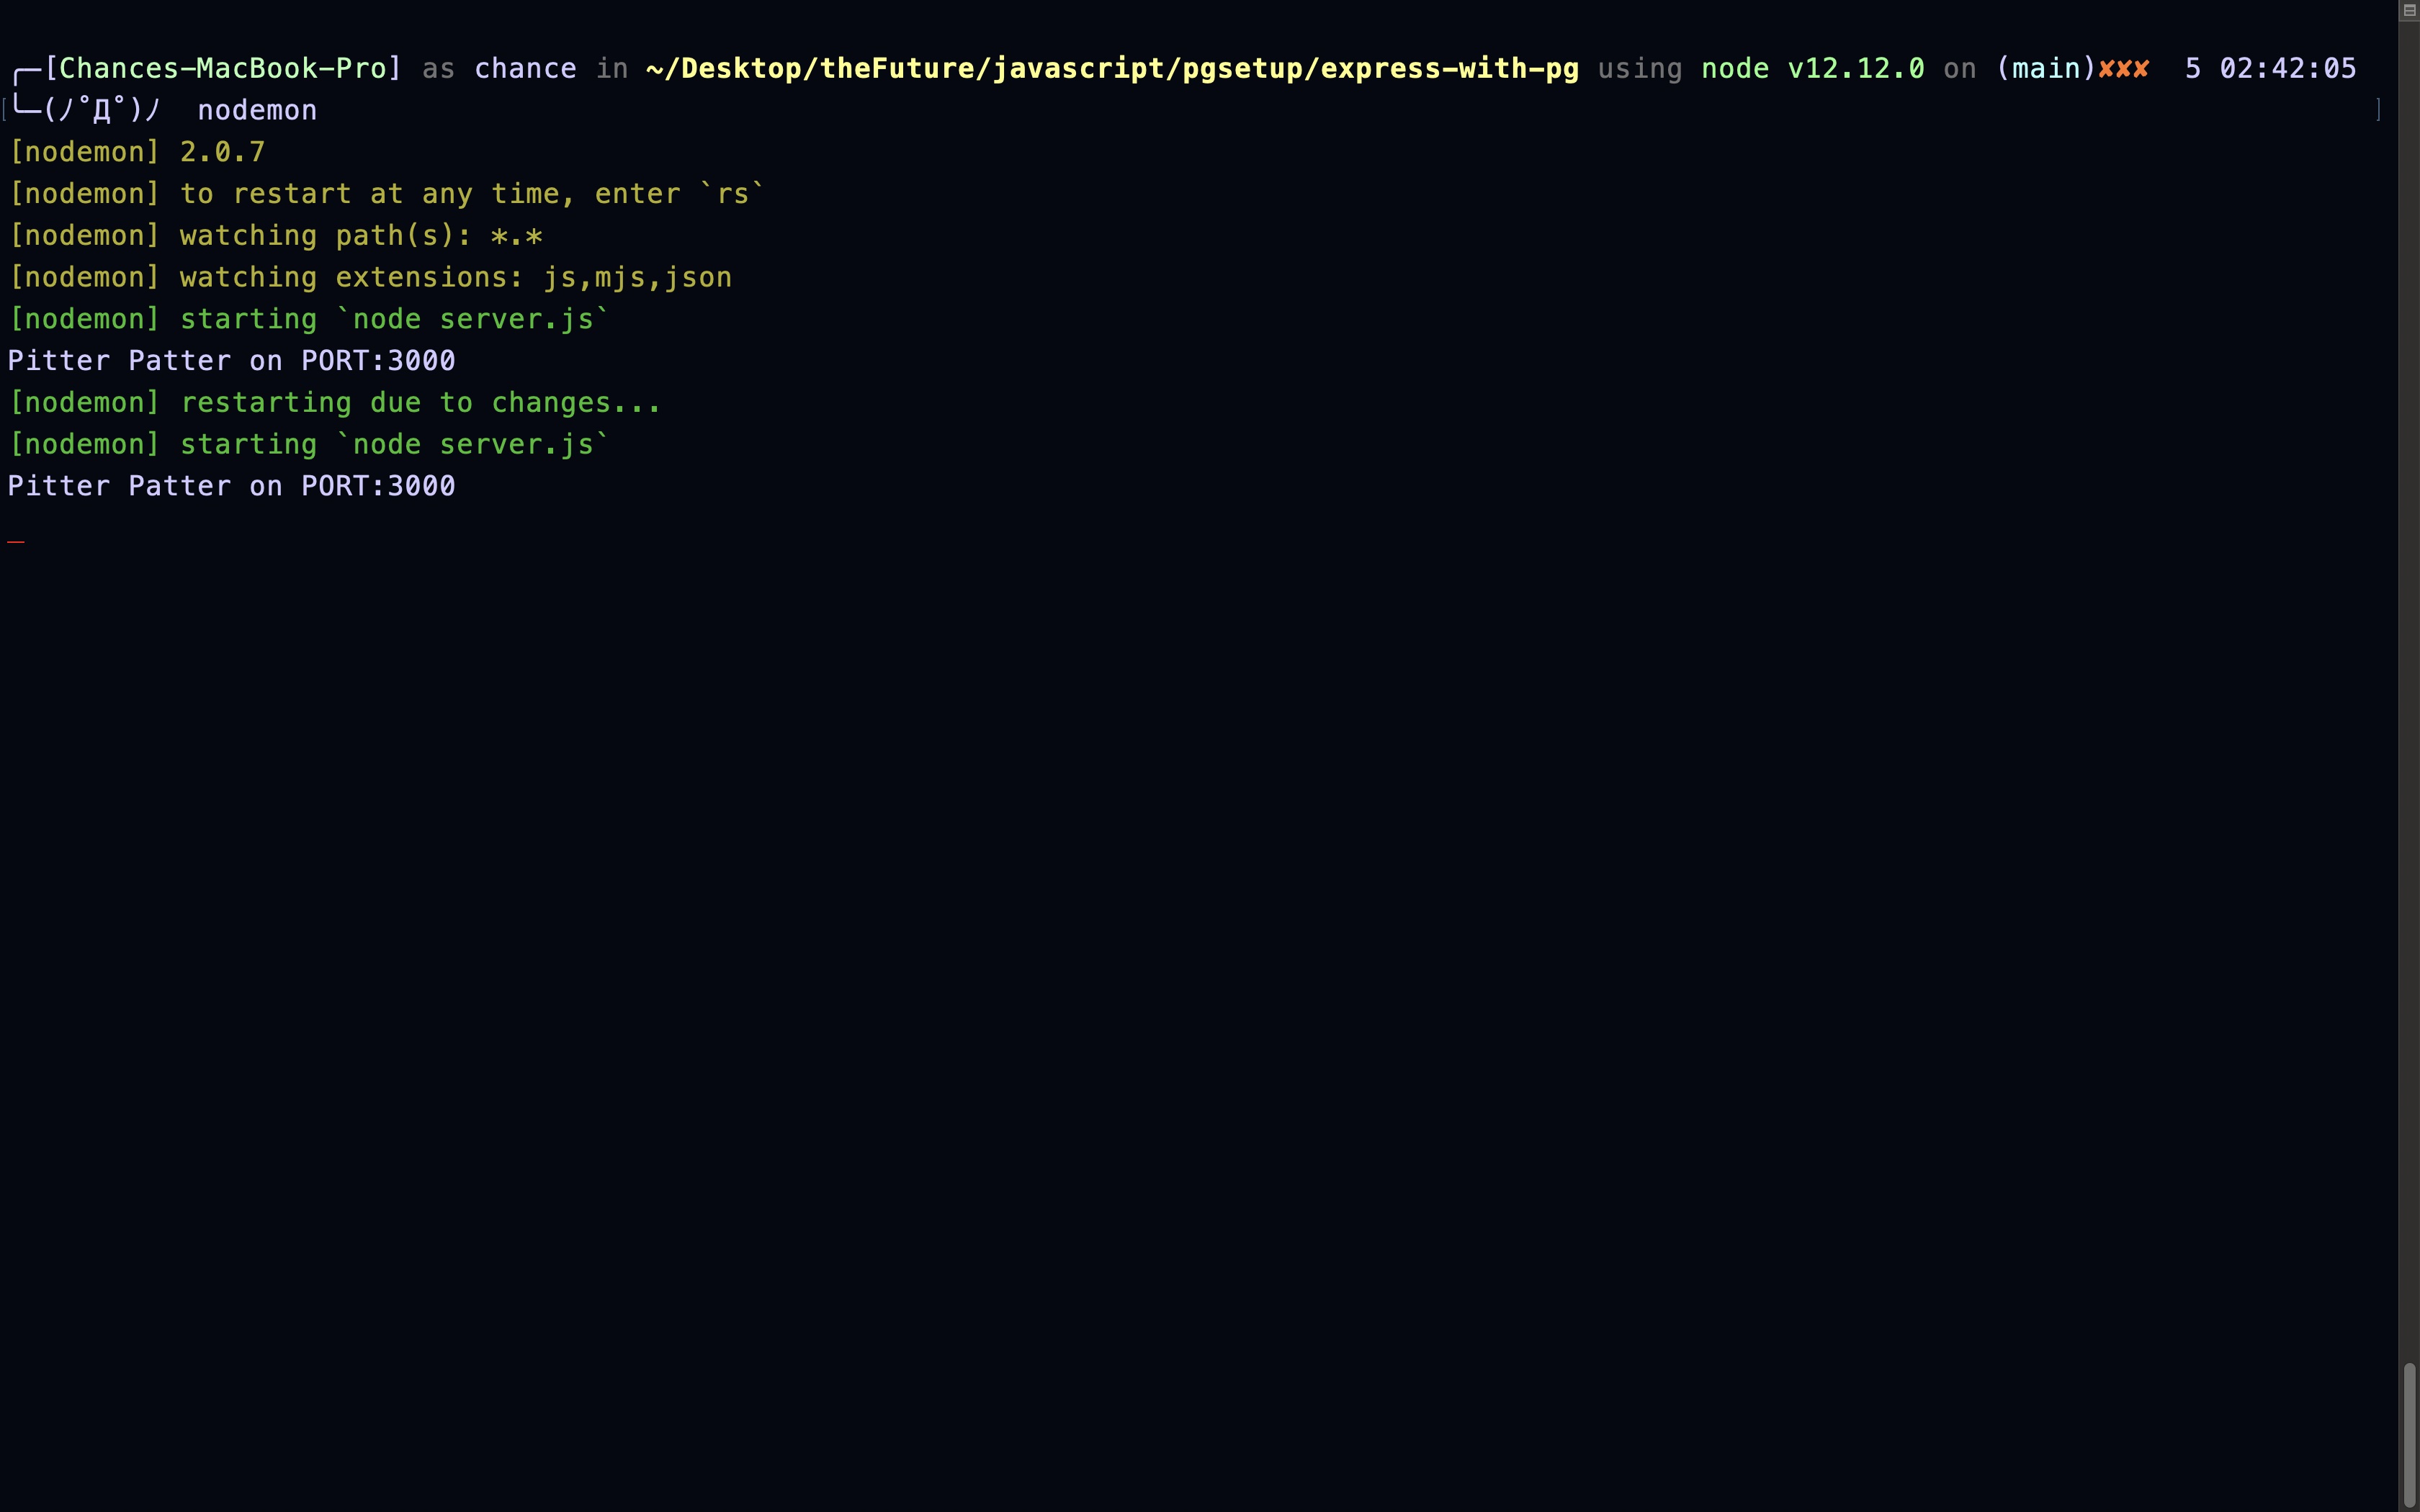 ╭─[Chances-MacBook-Pro] as chance in ~/Desktop/theFuture/javascript/pgsetup/express-with-pg using node v12.12.0 on (main)✘✘✘ 5 02:42:05
╰─(ﾉ˚Д˚)ﾉ nodemon
[nodemon] 2.0.7
[nodemon] to restart at any time, enter `rs`
[nodemon] watching path(s): *.*
[nodemon] watching extensions: js,mjs,json
[nodemon] starting `node server.js`
Pitter Patter on PORT:3000
[nodemon] restarting due to changes...
[nodemon] starting `node server.js`
Pitter Patter on PORT:3000